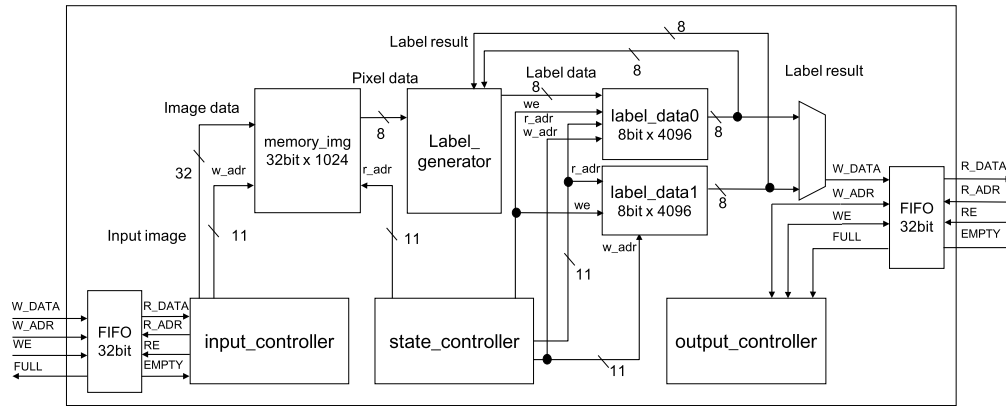 8
Label result
8
Label data
8
Label result
Pixel data
Image data
we
r_adr
w_adr
label_data0
8bit x 4096
8
memory_img
32bit x 1024
8
Label_
generator
32
w_adr
r_adr
r_adr
label_data1
8bit x 4096
8
W_DATA
R_DATA
W_ADR
R_ADR
we
WE
FIFO
32bit
RE
Input image
11
11
w_adr
FULL
EMPTY
11
W_DATA
R_DATA
W_ADR
FIFO
32bit
R_ADR
WE
RE
FULL
EMPTY
input_controller
state_controller
output_controller
11